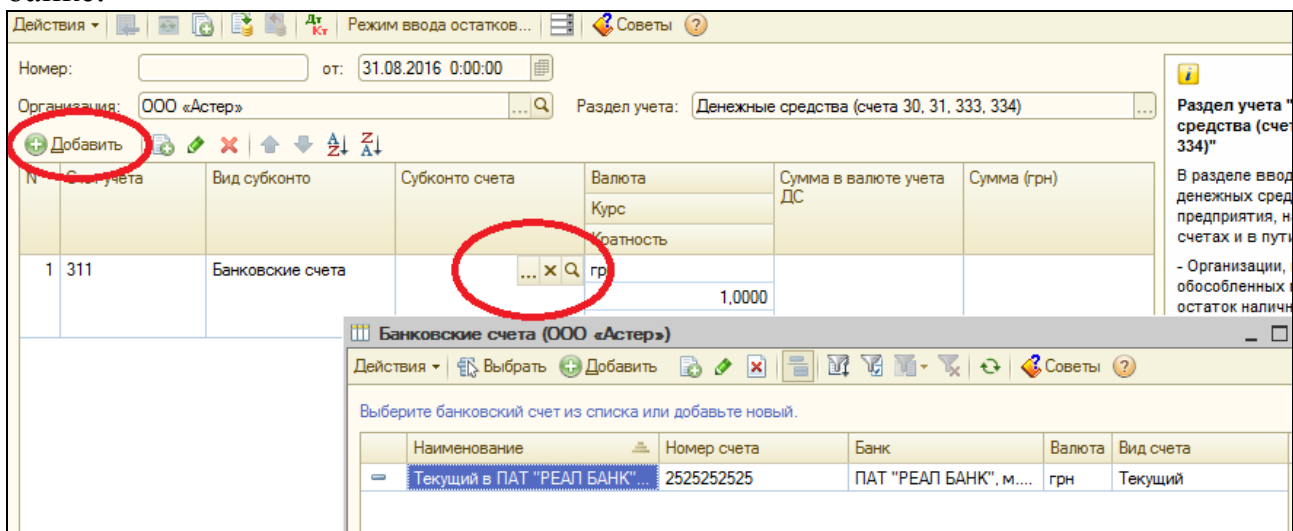 банке.
Действия Режим ввода остатков... Советы
Номер: от: 31.08.2016 0:00:00
Организация: ООО «Астер» ... Раздел учета: Денежные средства (счета 30, 31, 333, 334) ...
Добавить
N Счет учета Вид субконто Субконто счета Валюта Сумма в валюте учета ДС Сумма (грн)
Курс
Кратность
1 311 Банковские счета ... грн
1,0000
Раздел учета "
средства (сче
334)"
В разделе ввод
денежных сред
предприятия, н
счетах и в пути
- Организации,
обособленных
остаток наличн
Банковские счета (ООО «Астер»)
Действия Выбрать Добавить Советы
Выберите банковский счет из списка или добавьте новый.
Наименование Номер счета Банк Валюта Вид счета
Текущий в ПАТ "РЕАЛ БАНК"... 2525252525 ПАТ "РЕАЛ БАНК", м.... грн Текущий